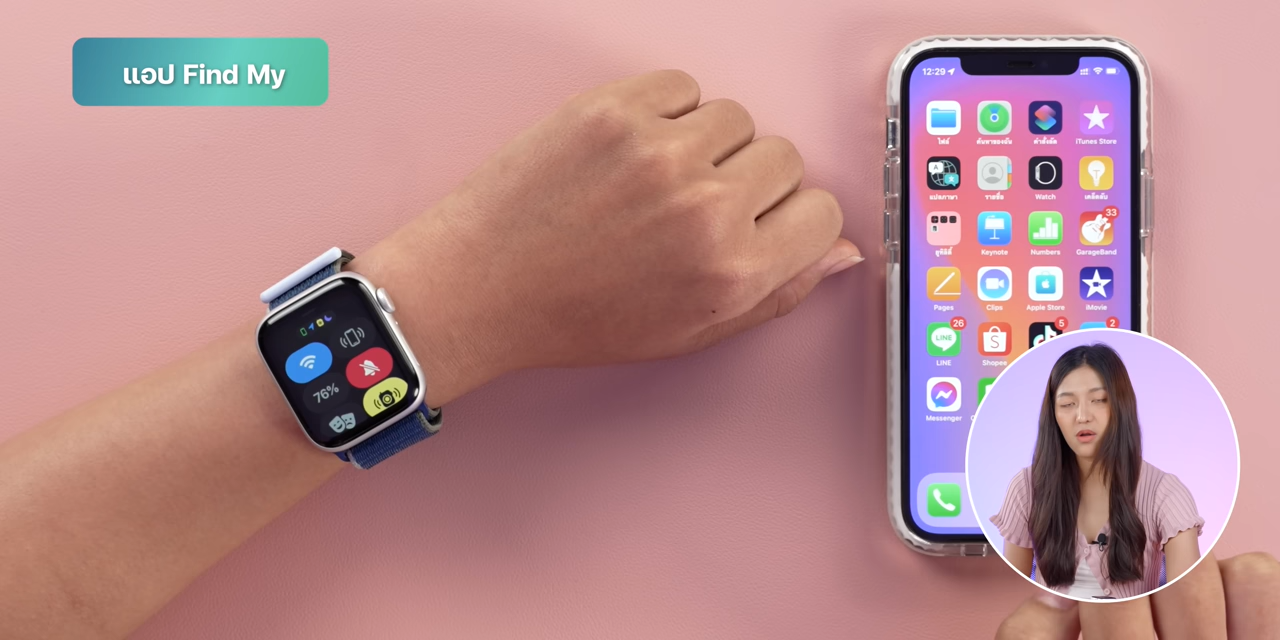 แอป Find My
12:29
ไฟล์
ค้นหาของฉัน
คำสั่งลัด
iTunes Store
แปลภาษา
รายชื่อ
Watch
เคล็ดลับ
33
ยูทิลิตี้
Keynote
Numbers
GarageBand
Pages
Clips
Apple Store
iMovie
26
5
2
LINE
Shopee
Messenger
76%